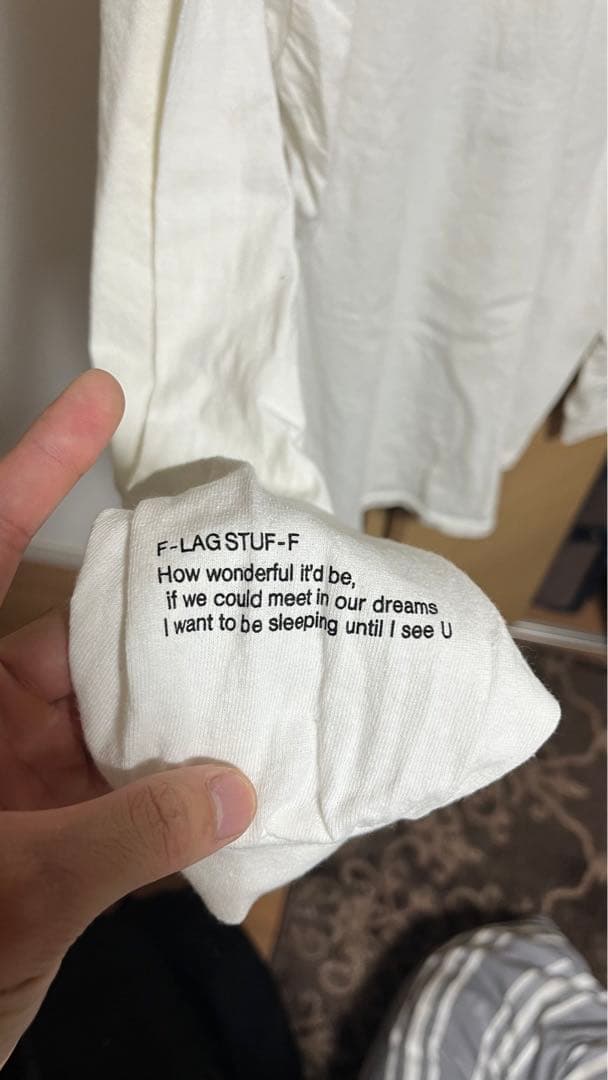 F-LAG STUF-F
How wonderful it'd be,
if we could meet in our dreams
I want to be sleeping until I see U